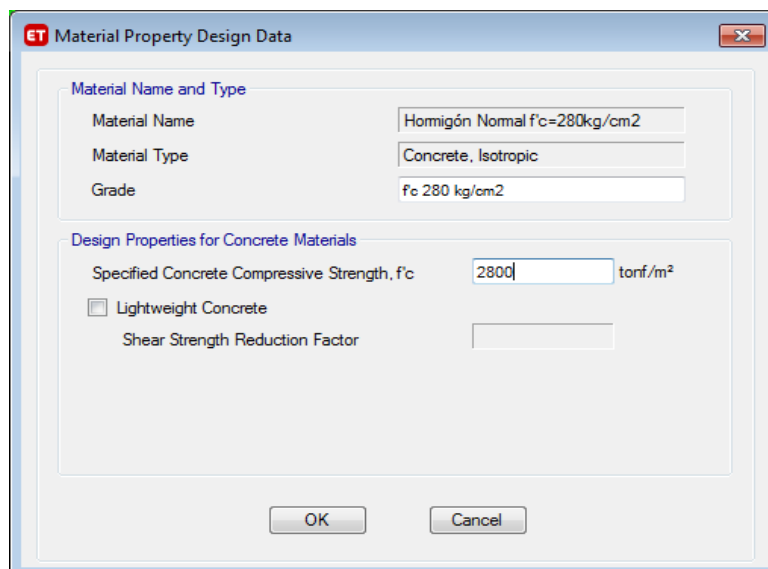 ET Material Property Design Data
Material Name and Type
Material Name Hormigón Normal f'c=280kg/cm2
Material Type Concrete, Isotropic
Grade f'c 280 kg/cm2
Design Properties for Concrete Materials
Specified Concrete Compressive Strength, f'c 2800 tonf/m²
Lightweight Concrete
Shear Strength Reduction Factor
OK Cancel